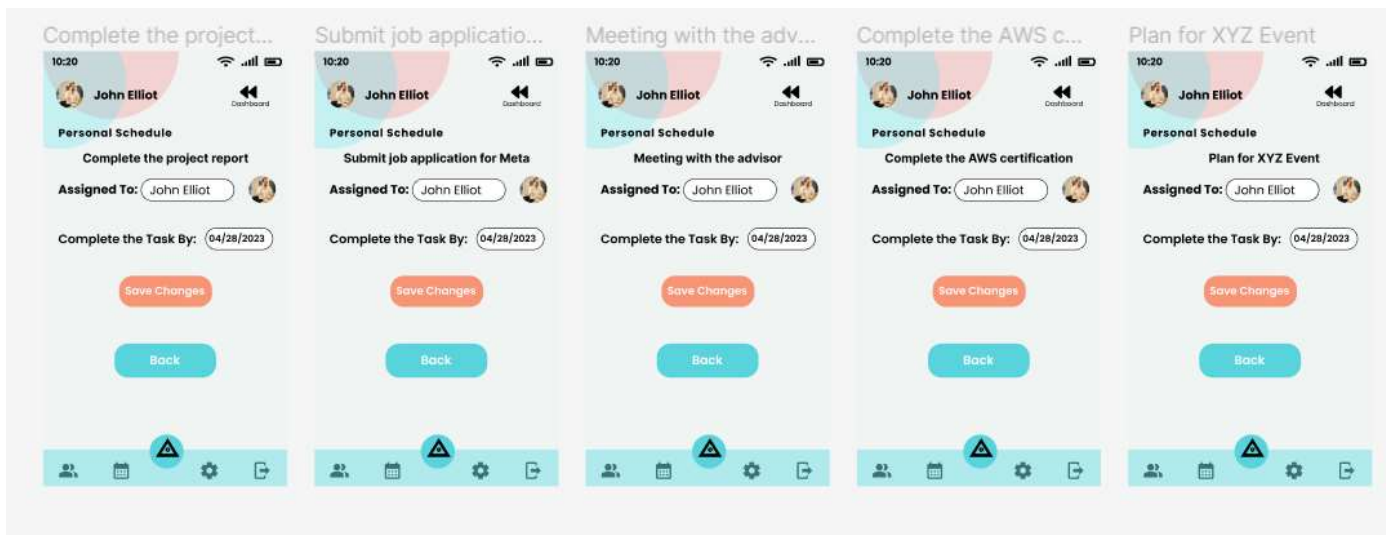 Complete the project...
10:20
John Elliot
Dashboard
Personal Schedule
Complete the project report
Assigned To: John Elliot
Complete the Task By: 04/28/2023
Save Changes
Back
Submit job applicatio...
10:20
John Elliot
Dashboard
Personal Schedule
Submit job application for Meta
Assigned To: John Elliot
Complete the Task By: 04/28/2023
Save Changes
Back
Meeting with the adv...
10:20
John Elliot
Dashboard
Personal Schedule
Meeting with the advisor
Assigned To: John Elliot
Complete the Task By: 04/28/2023
Save Changes
Back
Complete the AWS c...
10:20
John Elliot
Dashboard
Personal Schedule
Complete the AWS certification
Assigned To: John Elliot
Complete the Task By: 04/28/2023
Save Changes
Back
Plan for XYZ Event
10:20
John Elliot
Dashboard
Personal Schedule
Plan for XYZ Event
Assigned To: John Elliot
Complete the Task By: 04/28/2023
Save Changes
Back